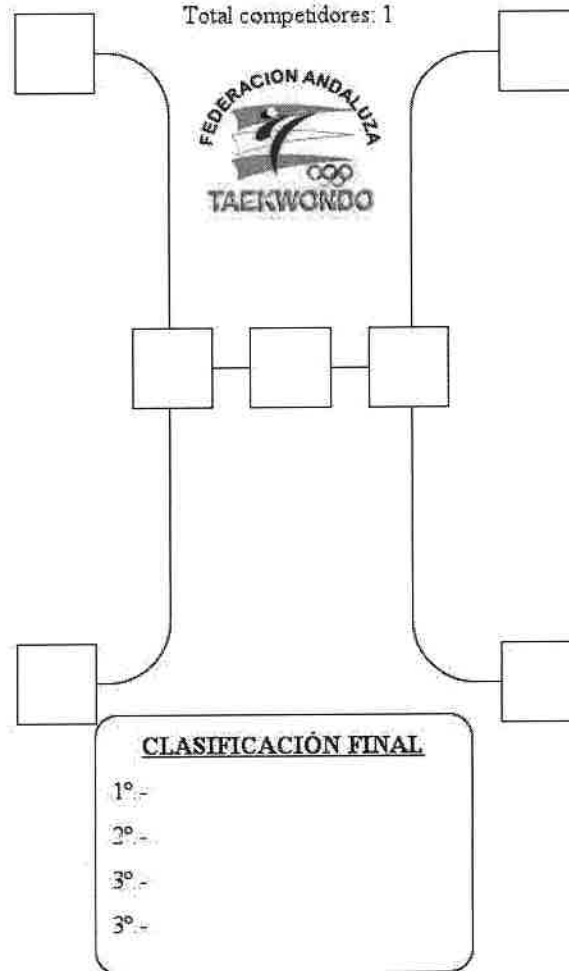 Total competidores: 1
FEDERACION ANDALUZA
TAEKWONDO
CLASIFICACIÓN FINAL
1º.-
2º.-
3º.-
3º.-